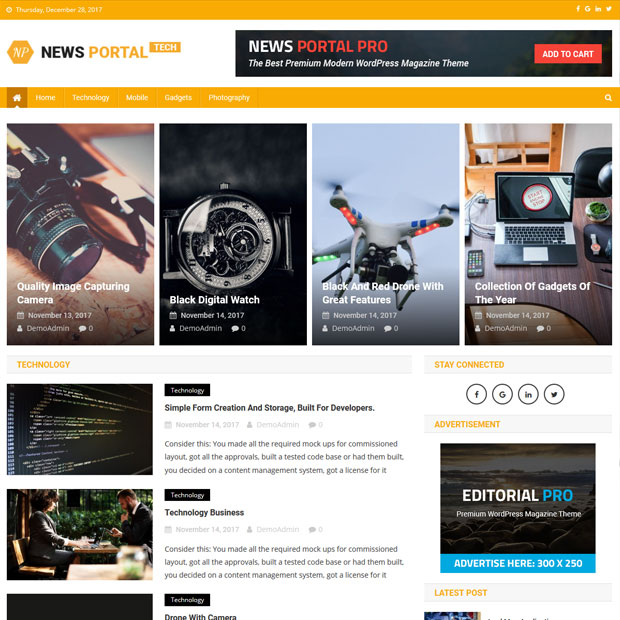 Thursday, December 28, 2017
NP NEWS PORTAL TECH
NEWS PORTAL PRO
The Best Premium Modern WordPress Magazine Theme
ADD TO CART
Home Technology Mobile Gadgets Photography
Quality Image Capturing
Camera
November 13, 2017
DemoAdmin 0
Black Digital Watch
November 14, 2017
DemoAdmin 0
Black And Red Drone With
Great Features
November 14, 2017
DemoAdmin 0
START
Collection Of Gadgets Of
The Year
November 14, 2017
DemoAdmin 0
TECHNOLOGY
Technology
Simple Form Creation And Storage, Built For Developers.
November 14, 2017 DemoAdmin 0
Consider this: You made all the required mock ups for commissioned
layout, got all the approvals, built a tested code base or had them built,
you decided on a content management system, got a license for it
Technology
Technology Business
November 14, 2017 DemoAdmin 0
Consider this: You made all the required mock ups for commissioned
layout, got all the approvals, built a tested code base or had them built,
you decided on a content management system, got a license for it
Technology
Drone With Camera
STAY CONNECTED
ADVERTISEMENT
EDITORIAL PRO
Premium WordPress Magazine Theme
ADVERTISE HERE: 300 X 250
LATEST POST